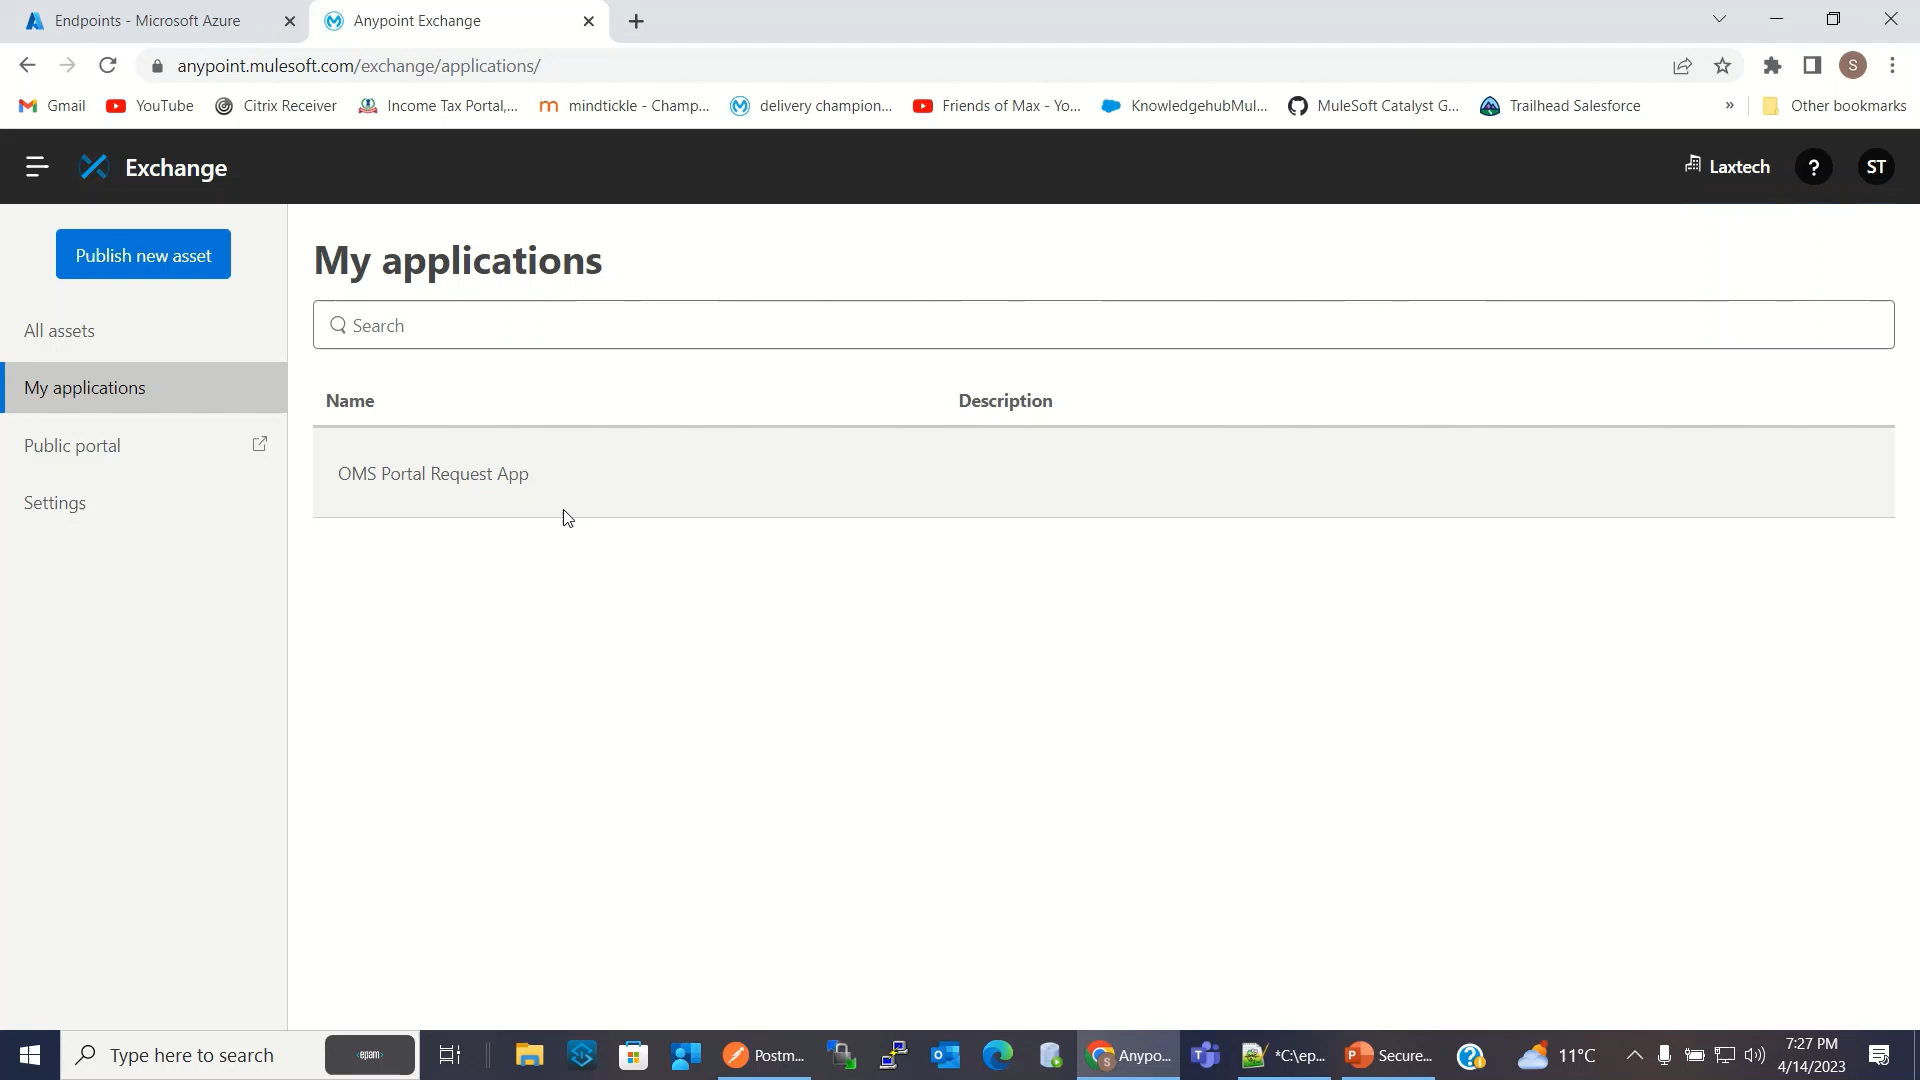 Endpoints - Microsoft Azure
Anypoint Exchange
anypoint.mulesoft.com/exchange/applications/
S
Gmail
YouTube
Citrix Receiver
Income Tax Portal,...
mindtickle - Champ...
delivery champion...
Friends of Max - Yo...
KnowledgehubMul...
MuleSoft Catalyst G...
Trailhead Salesforce
»
Other bookmarks
Exchange
Laxtech
?
ST
Publish new asset
All assets
My applications
Public portal
Settings
My applications
Search
Name
Description
OMS Portal Request App
Type here to search
<epam>
Postm...
Anypo...
*C:\ep...
Secure...
11°C
7:27 PM
4/14/2023